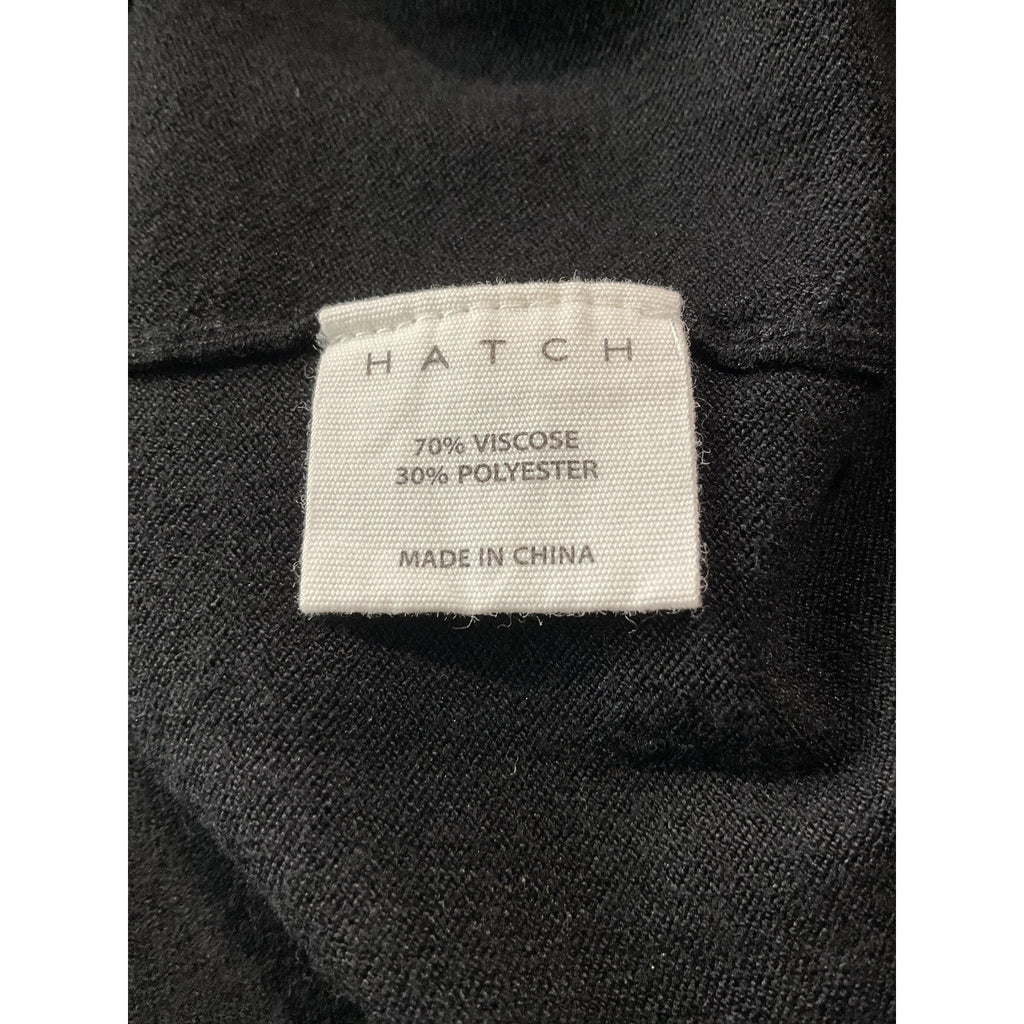 HATCH
70% VISCOSE
30% POLYESTER
MADE IN CHINA